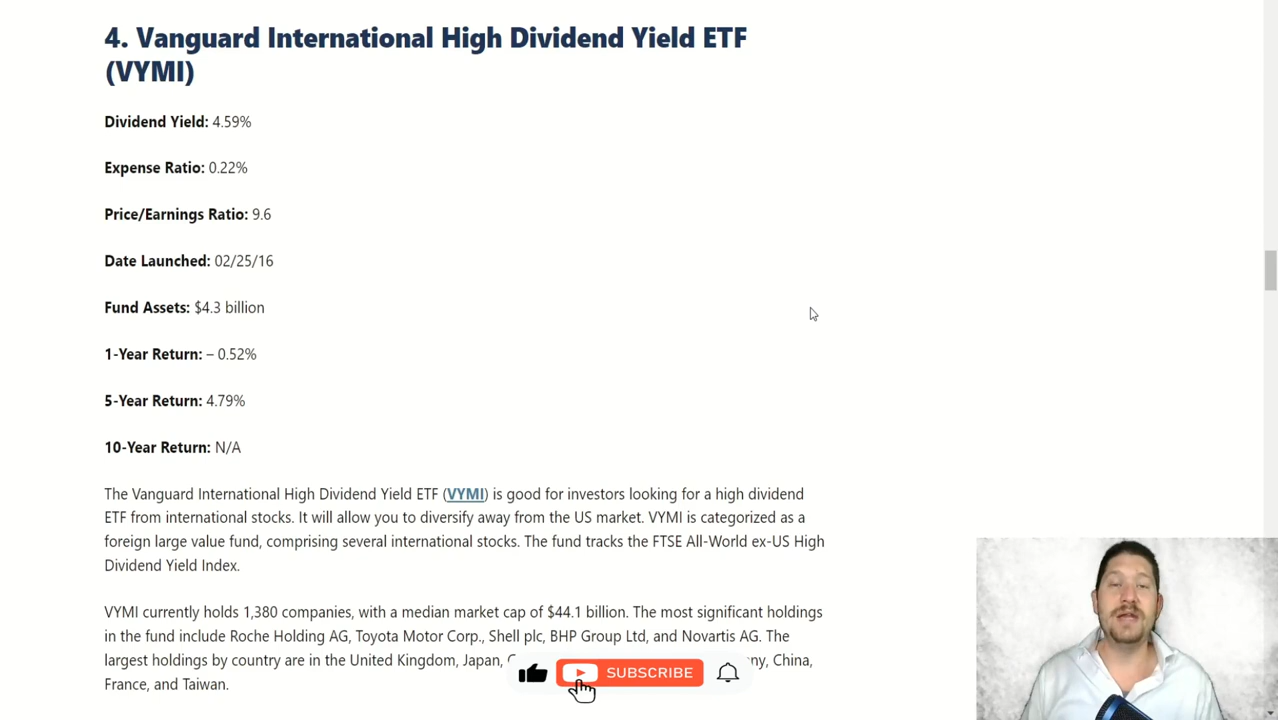 4. Vanguard International High Dividend Yield ETF
(VYMI)
Dividend Yield: 4.59%
Expense Ratio: 0.22%
Price/Earnings Ratio: 9.6
Date Launched: 02/25/16
Fund Assets: $4.3 billion
1-Year Return: – 0.52%
5-Year Return: 4.79%
10-Year Return: N/A
The Vanguard International High Dividend Yield ETF (VYMI) is good for investors looking for a high dividend
ETF from international stocks. It will allow you to diversify away from the US market. VYMI is categorized as a
foreign large value fund, comprising several international stocks. The fund tracks the FTSE All-World ex-US High
Dividend Yield Index.
VYMI currently holds 1,380 companies, with a median market cap of $44.1 billion. The most significant holdings
in the fund include Roche Holding AG, Toyota Motor Corp., Shell plc, BHP Group Ltd, and Novartis AG. The
largest holdings by country are in the United Kingdom, Japan, China,
France, and Taiwan.
SUBSCRIBE